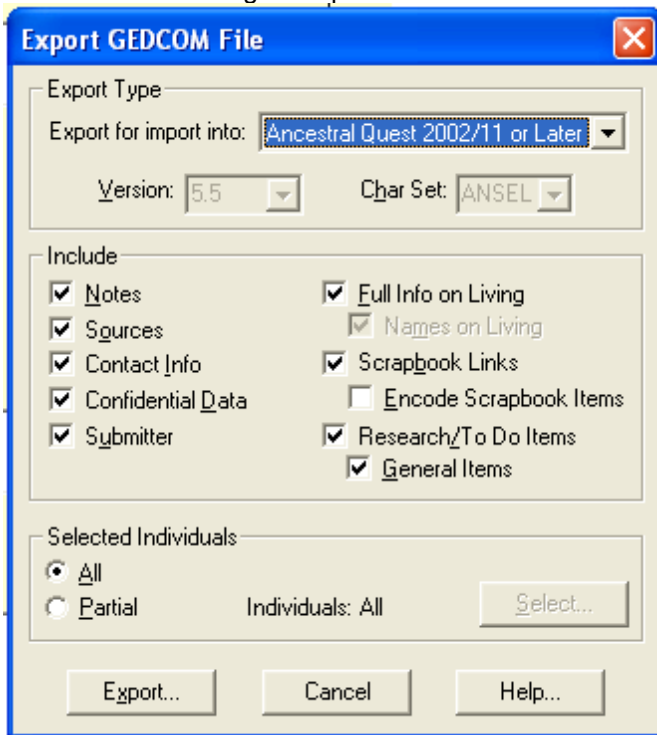 Export GEDCOM File
Export Type
Export for import into: Ancestral Quest 2002/11 or Later
Version: 5.5 Char Set: ANSEL
Include
Notes Full Info on Living
Sources Names on Living
Contact Info Scrapbook Links
Confidential Data Encode Scrapbook Items
Submitter Research/To Do Items
General Items
Selected Individuals
All
Partial Individuals: All Select...
Export... Cancel Help...